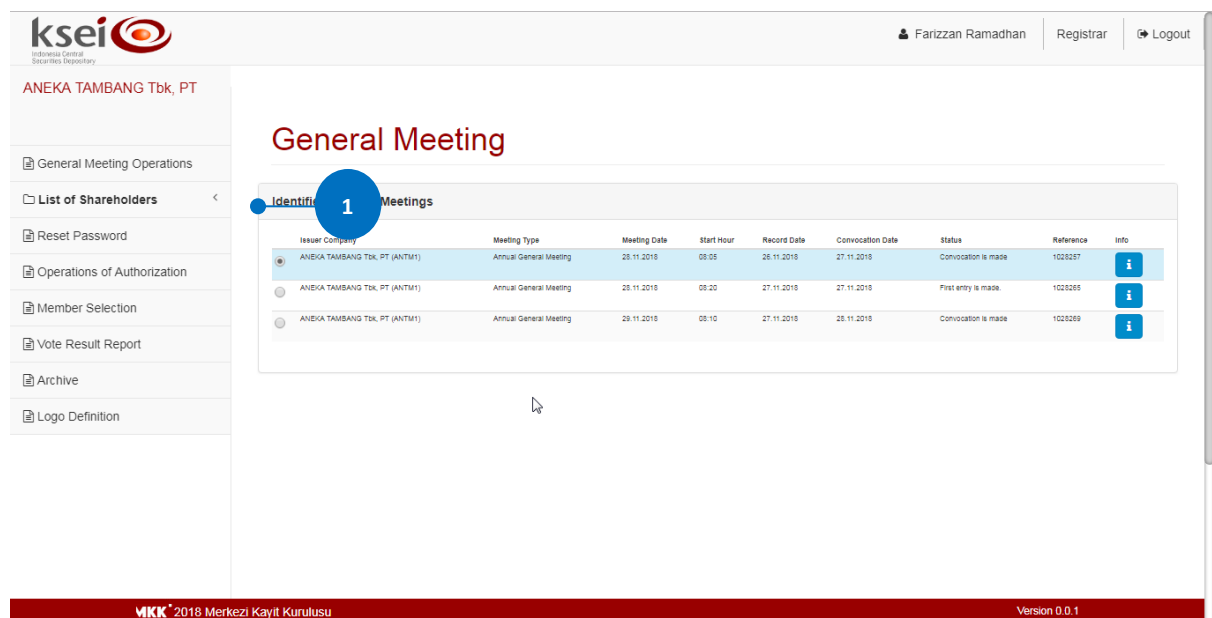 ksei
Indonesia Central
Securities Depository
Farizzan Ramadhan
Registrar
Logout
ANEKA TAMBANG Tbk, PT
General Meeting Operations
List of Shareholders
Reset Password
Operations of Authorization
Member Selection
Vote Result Report
Archive
Logo Definition
General Meeting
1
Meetings
Issuer Company Meeting Type Meeting Date Start Hour Record Date Convocation Date Status Reference Info
ANEKA TAMBANG Tbk, PT (ANTM1) Annual General Meeting 28.11.2018 08:05 26.11.2018 27.11.2018 Convocation is made 1028257 i
ANEKA TAMBANG Tbk, PT (ANTM1) Annual General Meeting 28.11.2018 08:20 27.11.2018 27.11.2018 First entry is made. 1028265 i
ANEKA TAMBANG Tbk, PT (ANTM1) Annual General Meeting 29.11.2018 08:10 27.11.2018 28.11.2018 Convocation is made 1028269 i
MKK 2018 Merkezi Kayit Kurulusu
Version 0.0.1